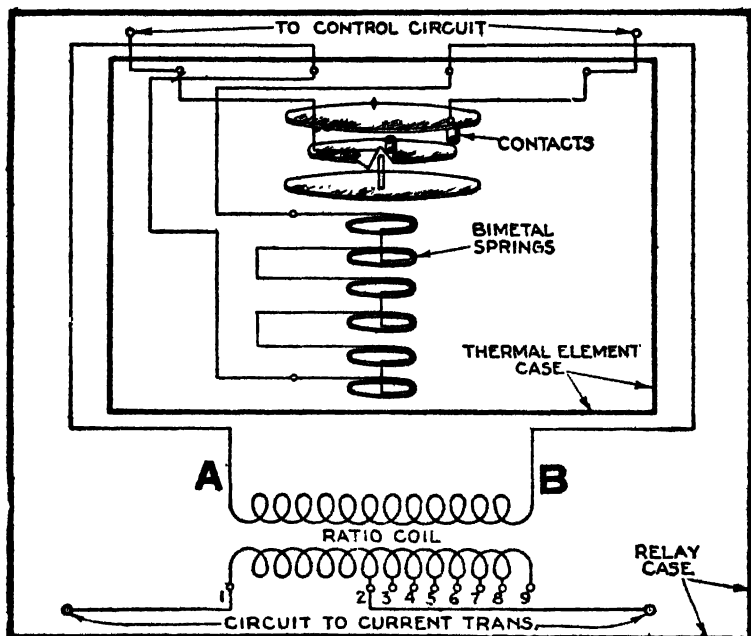 TO CONTROL CIRCUIT
CONTACTS
BIMETAL
SPRINGS
THERMAL ELEMENT
CASE
A
B
RATIO COIL
RELAY
CASE
1 2 3 4 5 6 7 8 9
CIRCUIT TO CURRENT TRANS.